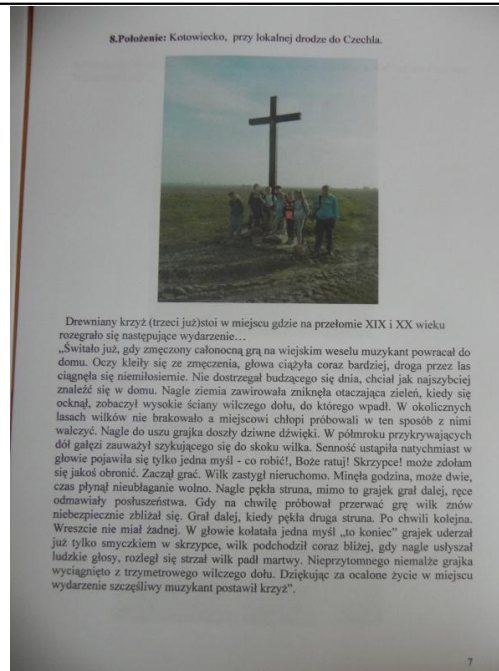 8.Położenie: Kotowiecko, przy lokalnej drodze do Czechla.
Drewniany krzyż (trzeci już)stoi w miejscu gdzie na przełomie XIX i XX wieku
rozegrało się następujące wydarzenie…
„Świtało już, gdy zmęczony całonocną grą na wiejskim weselu muzykant powracał do
domu. Oczy kleiły się ze zmęczenia, głowa ciążyła coraz bardziej, droga przez las
ciągnęła się niemiłosiernie. Nie dostrzegał budzącego się dnia, chciał jak najszybciej
znaleźć się w domu. Nagle ziemia zawirowała zniknęła otaczająca zieleń, kiedy się
ocknął, zobaczył wysokie ściany wilczego dołu, do którego wpadł. W okolicznych
lasach wilków nie brakowało a miejscowi chłopi próbowali w ten sposób z nimi
walczyć. Nagle do uszu grajka doszły dziwne dźwięki. W półmroku przykrywających
dół gałęzi zauważył szykującego się do skoku wilka. Senność ustąpiła natychmiast w
głowie pojawiła się tylko jedna myśl - co robić!, Boże ratuj! Skrzypce! może zdołam
się jakoś obronić. Zaczął grać. Wilk zastygł nieruchomo. Minęła godzina, może dwie,
czas płynął nieubłaganie wolno. Nagle pękła struna, mimo to grajek grał dalej, ręce
odmawiały posłuszeństwa. Gdy na chwilę próbował przerwać grę wilk znów
niebezpiecznie zbliżał się. Grał dalej, kiedy pękła druga struna. Po chwili kolejna.
Wreszcie nie miał żadnej. W głowie kołatała jedna myśl „to koniec" grajek uderzał
już tylko smyczkiem w skrzypce, wilk podchodził coraz bliżej, gdy nagle usłyszał
ludzkie głosy, rozległ się strzał wilk padł martwy. Nieprzytomnego niemalże grajka
wyciągnięto z trzymetrowego wilczego dołu. Dziękując za ocalone życie w miejscu
wydarzenie szczęśliwy muzykant postawił krzyż".
7